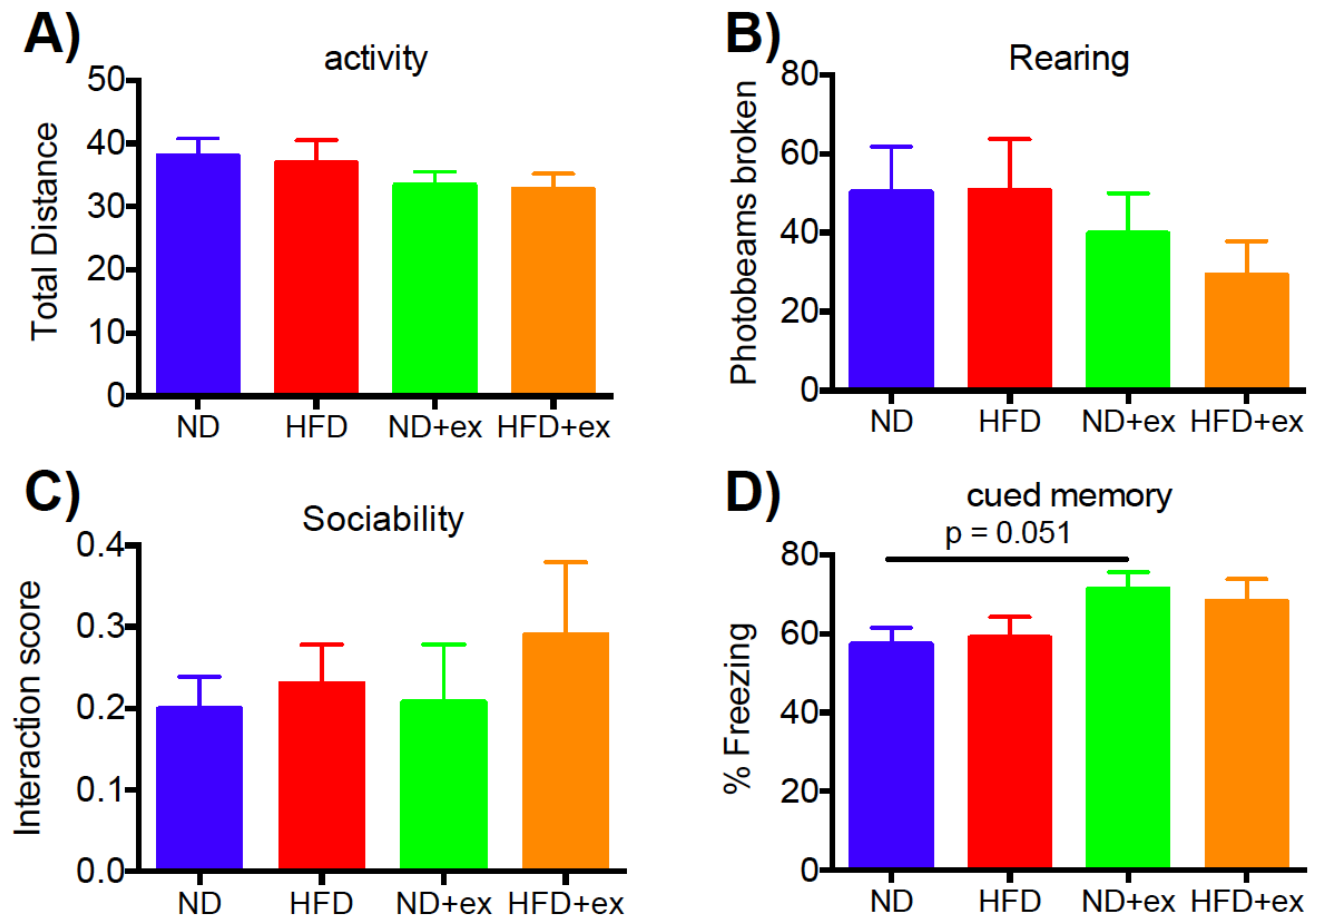 A)
activity
Total Distance
50
40
30
20
10
0
ND HFD ND+ex HFD+ex
B)
Rearing
Photobeams broken
80
60
40
20
0
ND HFD ND+ex HFD+ex
C)
Sociability
Interaction score
0.4
0.3
0.2
0.1
0.0
ND HFD ND+ex HFD+ex
D)
cued memory
p = 0.051
% Freezing
80
60
40
20
0
ND HFD ND+ex HFD+ex